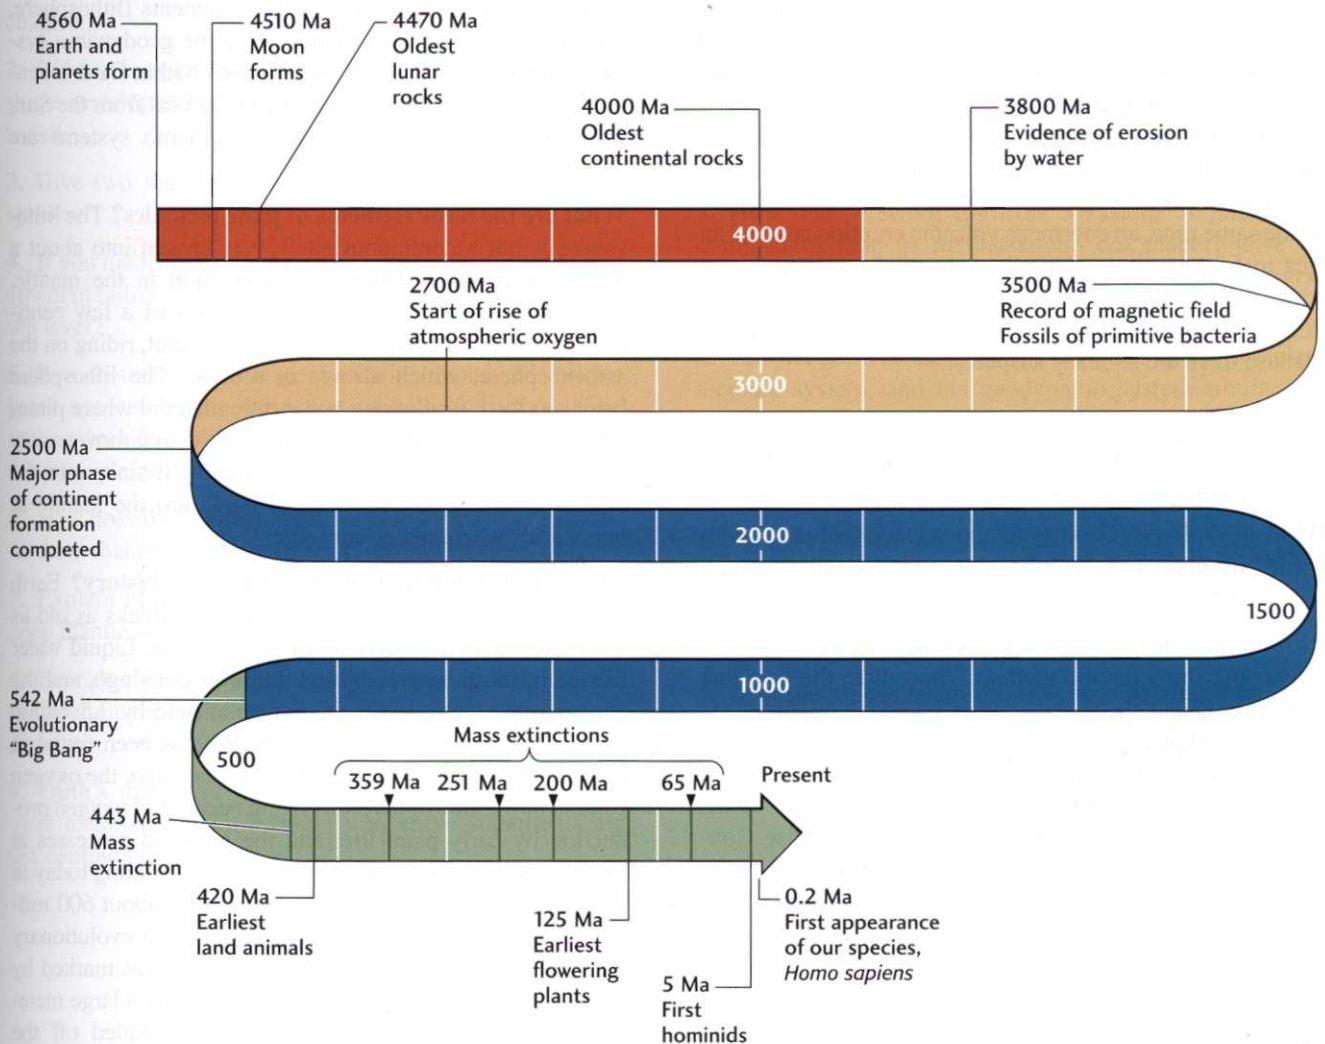 4560 Ma
Earth and
planets form
4510 Ma
Moon
forms
4470 Ma
Oldest
lunar
rocks
4000 Ma
Oldest
continental rocks
3800 Ma
Evidence of erosion
by water
4000
2700 Ma
Start of rise of
atmospheric oxygen
3500 Ma
Record of magnetic field
Fossils of primitive bacteria
3000
2500 Ma
Major phase
of continent
formation
completed
2000
1500
1000
542 Ma
Evolutionary
“Big Bang”
500
Mass extinctions
359 Ma 251 Ma 200 Ma 65 Ma
Present
443 Ma
Mass
extinction
420 Ma
Earliest
land animals
125 Ma
Earliest
flowering
plants
5 Ma
First
hominids
0.2 Ma
First appearance
of our species,
Homo sapiens